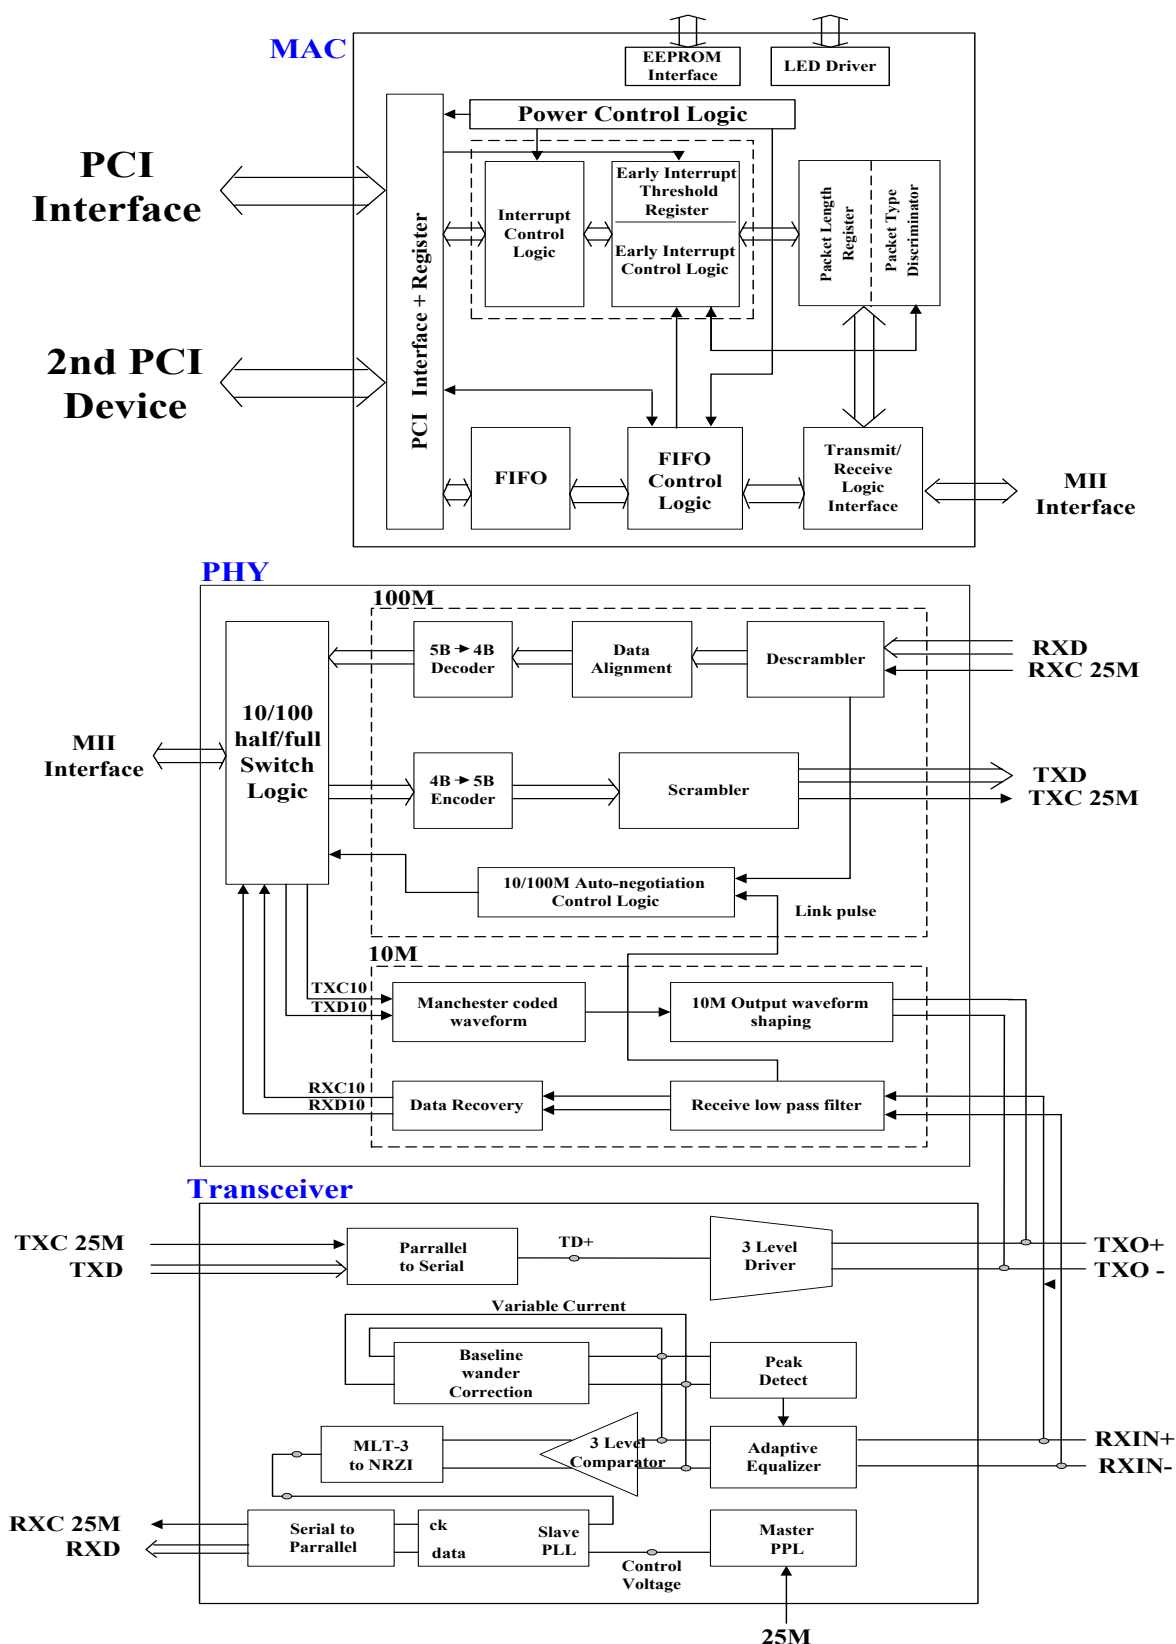 MAC
EEPROM
Interface
LED Driver
Power Control Logic
PCI
Interface
PCI Interface + Register
Interrupt
Control
Logic
Early Interrupt
Threshold
Register
Early Interrupt
Control Logic
Packet Length
Register
Packet Type
Discriminator
2nd PCI
Device
FIFO
FIFO
Control
Logic
Transmit/
Receive
Logic
Interface
MII
Interface
PHY
100M
5B 4B
Decoder
Data
Alignment
Descrambler
RXD
RXC 25M
10/100
half/full
Switch
Logic
MII
Interface
4B 5B
Encoder
Scrambler
TXD
TXC 25M
10/100M Auto-negotiation
Control Logic
Link pulse
10M
TXC10
TXD10
Manchester coded
waveform
10M Output waveform
shaping
RXC10
RXD10
Data Recovery
Receive low pass filter
Transceiver
TXC 25M
TXD
Parrallel
to Serial
TD+
3 Level
Driver
TXO+
TXO -
Variable Current
Baseline
wander
Correction
Peak
Detect
MLT-3
to NRZI
3 Level
Comparator
Adaptive
Equalizer
RXIN+
RXIN-
RXC 25M
RXD
Serial to
Parrallel
ck
data
Slave
PLL
Control
Voltage
Master
PPL
25M